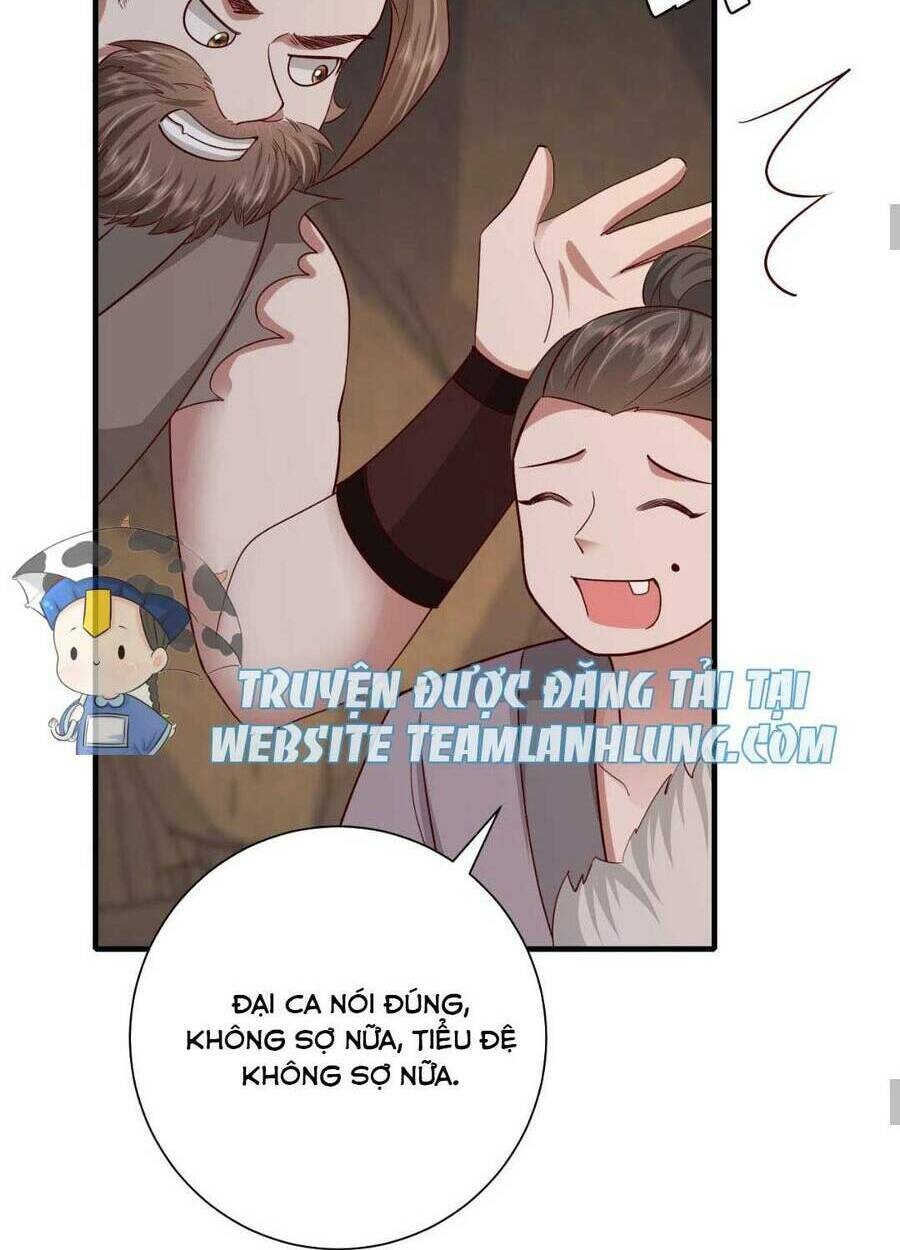 TRUYỆN ĐƯỢC ĐĂNG TẢI TẠI
WEBSITE TEAMLANHLUNG.COM
ĐẠI CA NÓI ĐÚNG,
KHÔNG SỢ NỮA, TIỂU ĐỆ
KHÔNG SỢ NỮA.